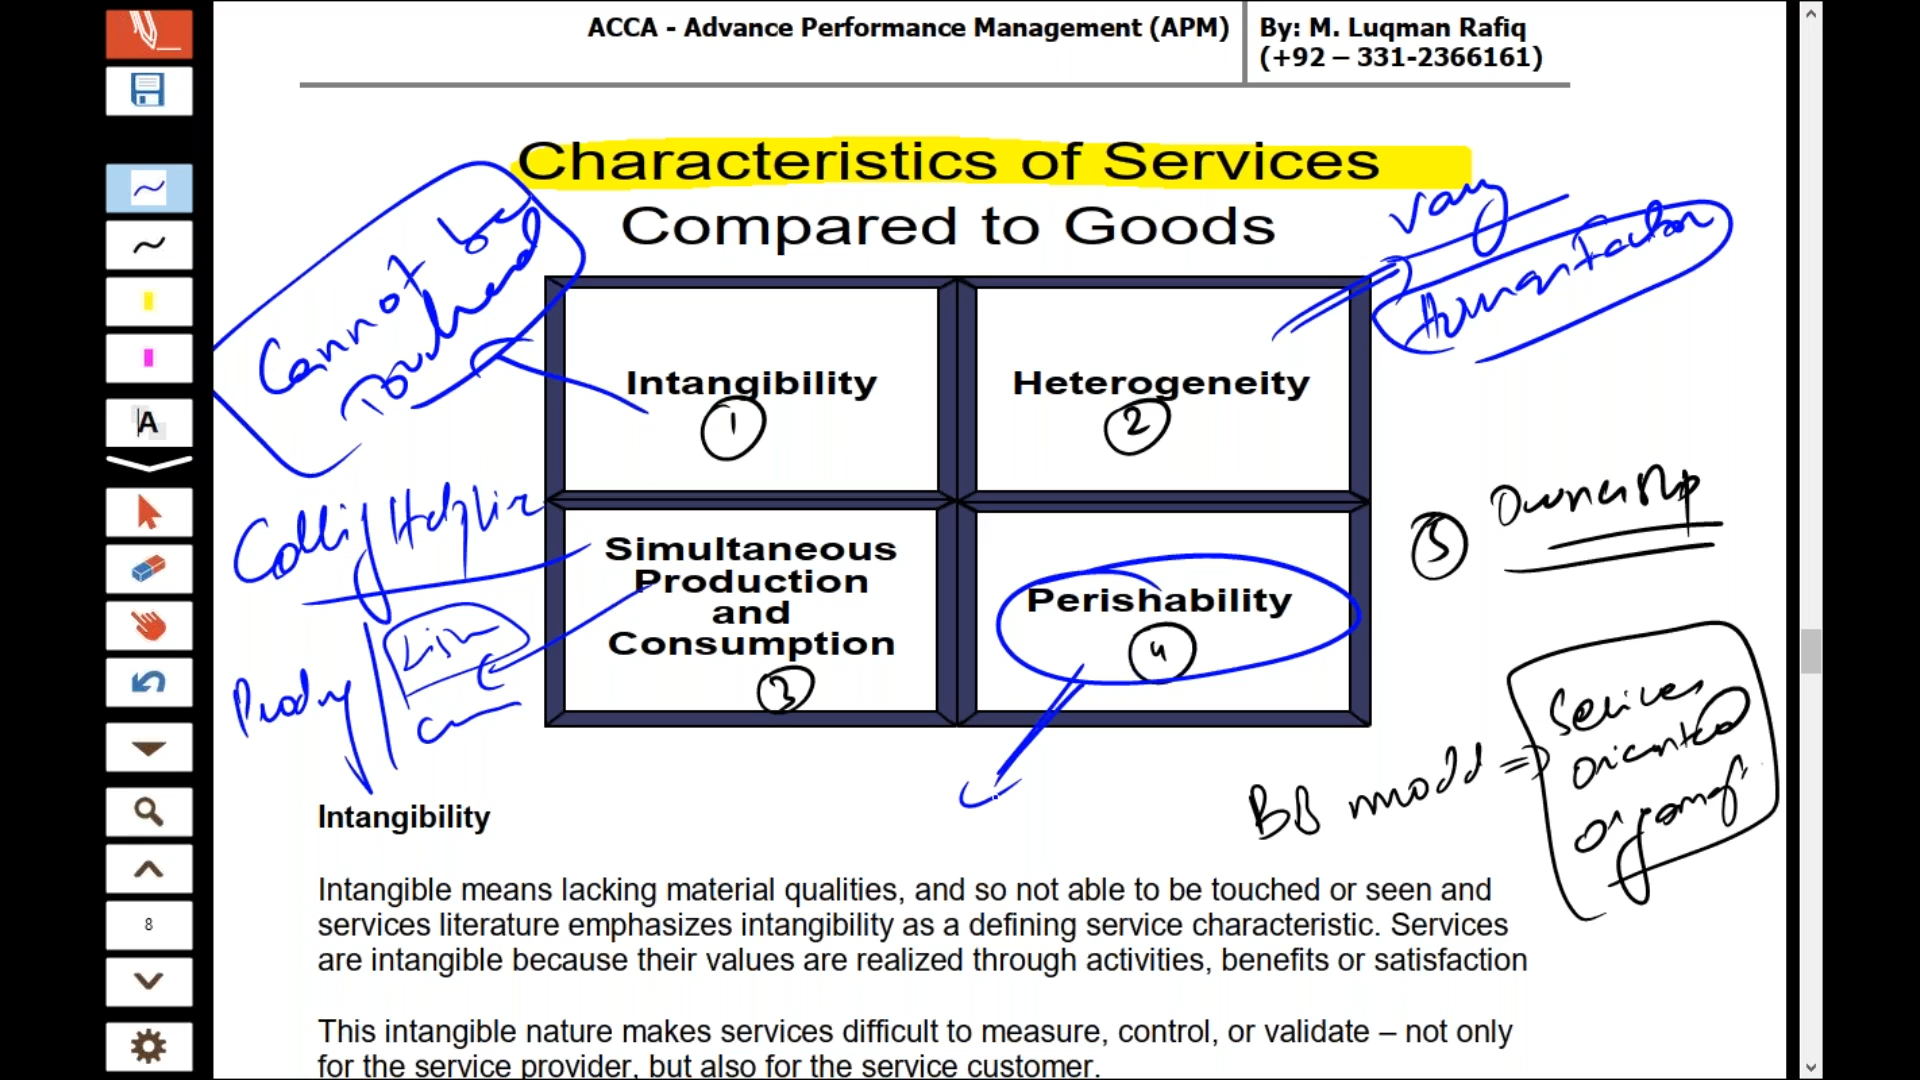 ACCA - Advance Performance Management (APM)
By: M. Luqman Rafiq
(+92 – 331-2366161)
Characteristics of Services
Compared to Goods
Cannot be
Touched
Vary
Human Factor
Intangibility
1
Heterogeneity
2
Calling Helpline
Simultaneous
Production
and
Consumption
3
Perishability
4
5 Ownership
BB model ⇒
Services
oriented
A
8
Intangibility
Intangible means lacking material qualities, and so not able to be touched or seen and
services literature emphasizes intangibility as a defining service characteristic. Services
are intangible because their values are realized through activities, benefits or satisfaction
This intangible nature makes services difficult to measure, control, or validate – not only
for the service provider, but also for the service customer.